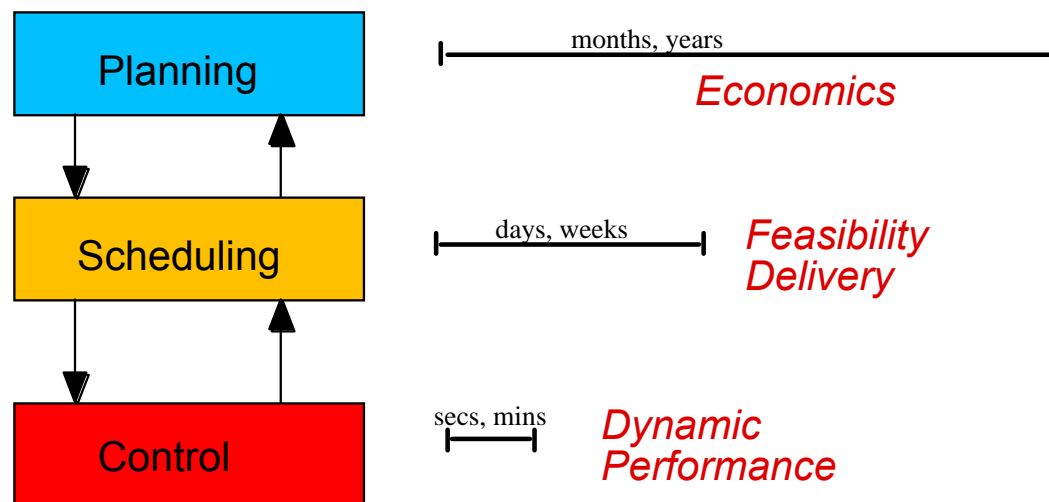 Planning
months, years
Economics
Scheduling
days, weeks
Feasibility
Delivery
Control
secs, mins
Dynamic
Performance